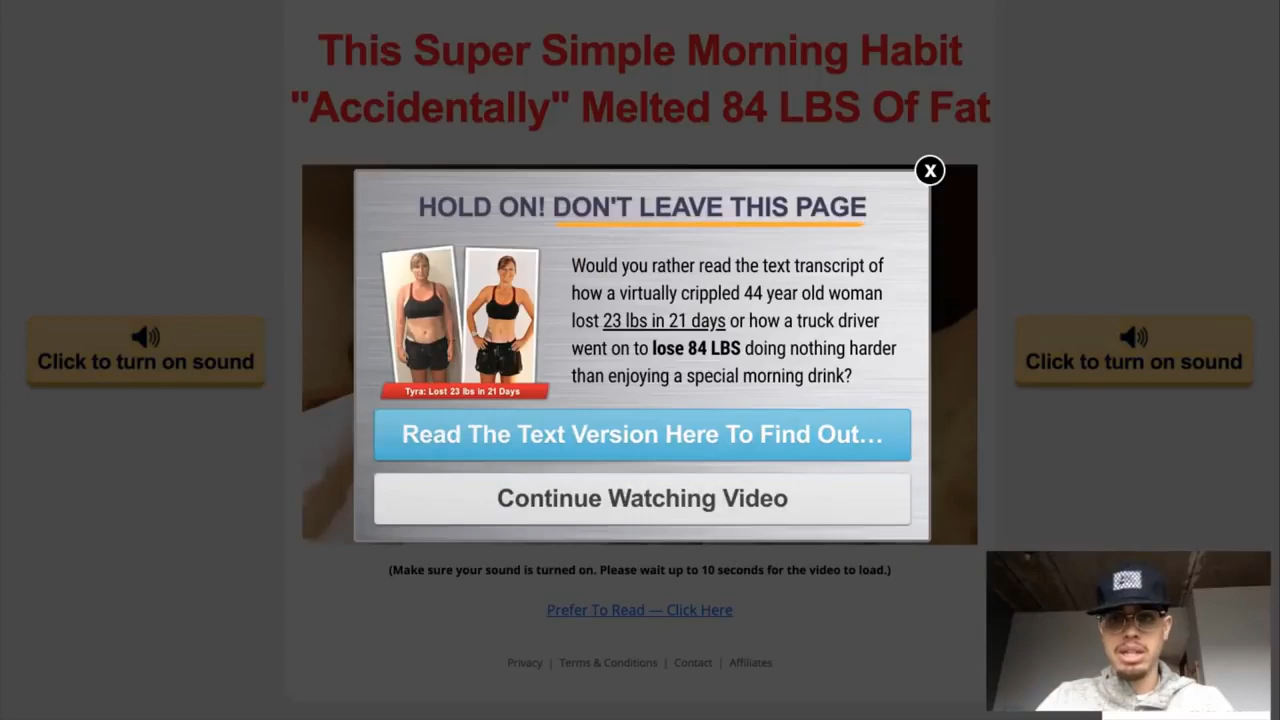 This Super Simple Morning Habit
"Accidentally" Melted 84 LBS Of Fat
X
HOLD ON! DON'T LEAVE THIS PAGE
Would you rather read the text transcript of
how a virtually crippled 44 year old woman
lost 23 lbs in 21 days or how a truck driver
went on to lose 84 LBS doing nothing harder
than enjoying a special morning drink?
Tyra: Lost 23 lbs in 21 Days
Click to turn on sound
Click to turn on sound
Read The Text Version Here To Find Out...
Continue Watching Video
(Make sure your sound is turned on. Please wait up to 10 seconds for the video to load.)
Prefer To Read — Click Here
Privacy | Terms & Conditions | Contact | Affiliates